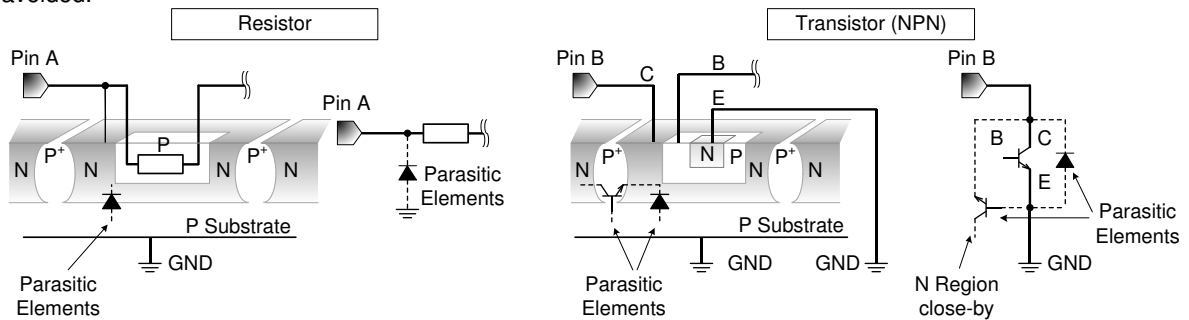 avoided.
Resistor
Transistor (NPN)
Pin A
Pin A
N P+ N P N P+ N
Parasitic
Elements
P Substrate
GND
Parasitic
Elements
Pin B
C
B
E
N P+ N N P P+ N
P Substrate
GND
GND
Parasitic
Elements
Pin B
B
C
E
Parasitic
Elements
GND
N Region
close-by